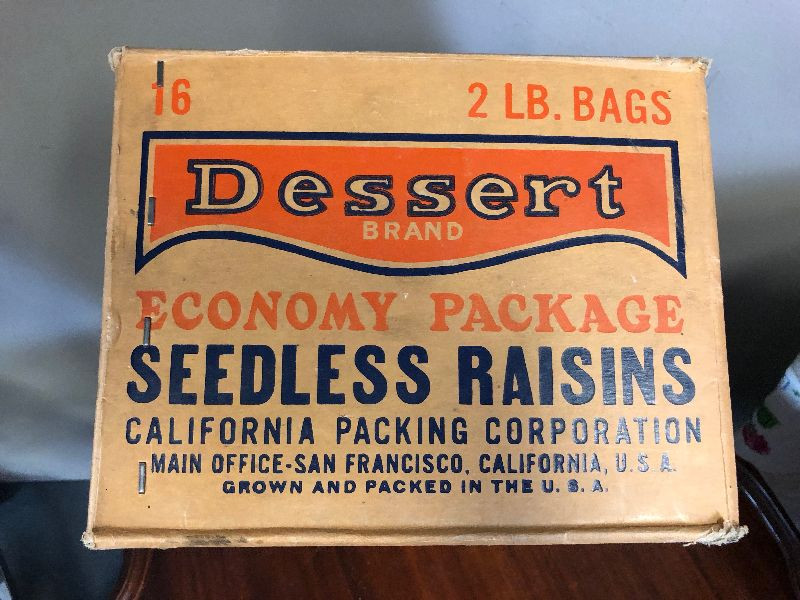 16 2 LB. BAGS
Dessert
BRAND
ECONOMY PACKAGE
SEEDLESS RAISINS
CALIFORNIA PACKING CORPORATION
MAIN OFFICE-SAN FRANCISCO, CALIFORNIA, U.S.A.
GROWN AND PACKED IN THE U.S.A.